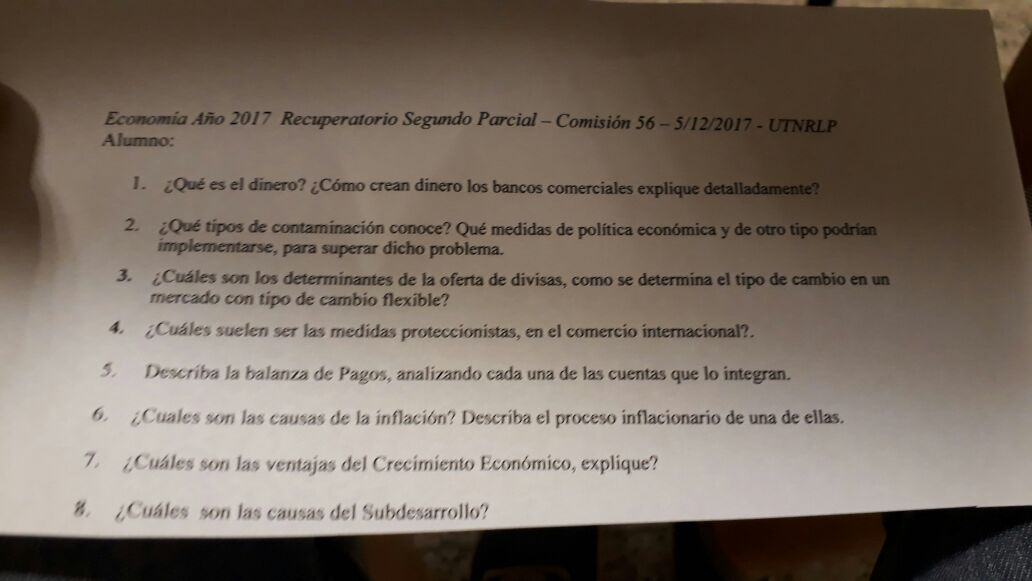 Economía Año 2017 Recuperatorio Segundo Parcial – Comisión 56 – 5/12/2017 - UTNRLP
Alumno:
1. ¿Qué es el dinero? ¿Cómo crean dinero los bancos comerciales explique detalladamente?
2. ¿Qué tipos de contaminación conoce? Qué medidas de política económica y de otro tipo podrían
implementarse, para superar dicho problema.
3. ¿Cuáles son los determinantes de la oferta de divisas, como se determina el tipo de cambio en un
mercado con tipo de cambio flexible?
4. ¿Cuáles suelen ser las medidas proteccionistas, en el comercio internacional?.
5. Describa la balanza de Pagos, analizando cada una de las cuentas que lo integran.
6. ¿Cuales son las causas de la inflación? Describa el proceso inflacionario de una de ellas.
7. ¿Cuáles son las ventajas del Crecimiento Económico, explique?
8. ¿Cuáles son las causas del Subdesarrollo?